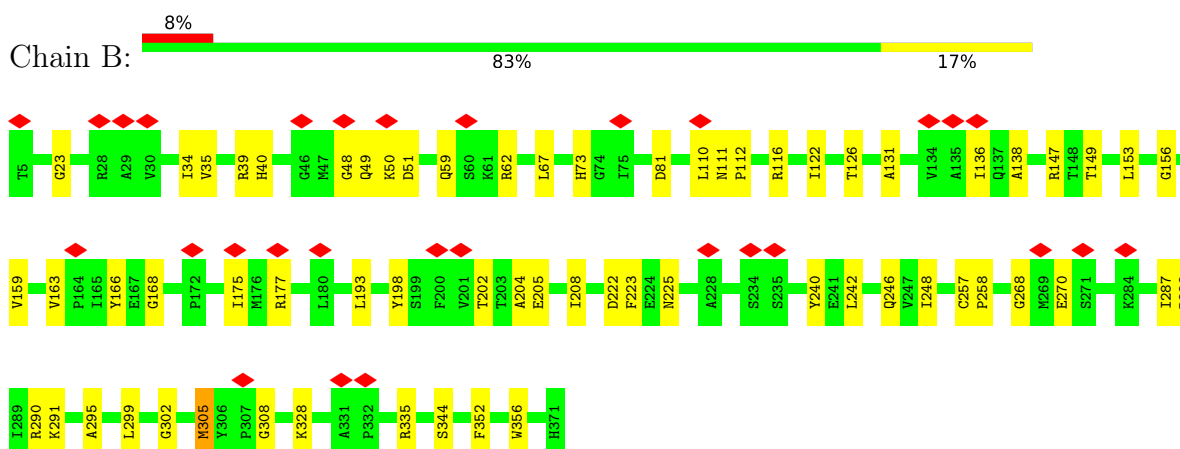 8%
Chain B:
83% 17%
T5 G23 R28 A29 V30 I34 V35 R39 H40 G46 M47 G48 Q49 K50 D51 Q59 S60 K61 R62 L67 H73 G74 I75 D81 L110 N111 P112 R116 I122 T126 A131 V134 A135 I136 Q137 A138 R147 T148 T149 L153 G156
V159 V163 P164 I165 Y166 E167 G168 P172 I175 M176 R177 L180 L193 Y198 S199 F200 V201 T202 T203 A204 E205 I208 D222 F223 E224 N225 A228 S234 S235 Y240 E241 L242 Q246 V247 I248 C257 P258 G268 M269 E270 S271 K284 I287
I289 R290 K291 A295 L299 G302 M305 Y306 P307 G308 K328 A331 P332 R335 S344 F352 W356 H371